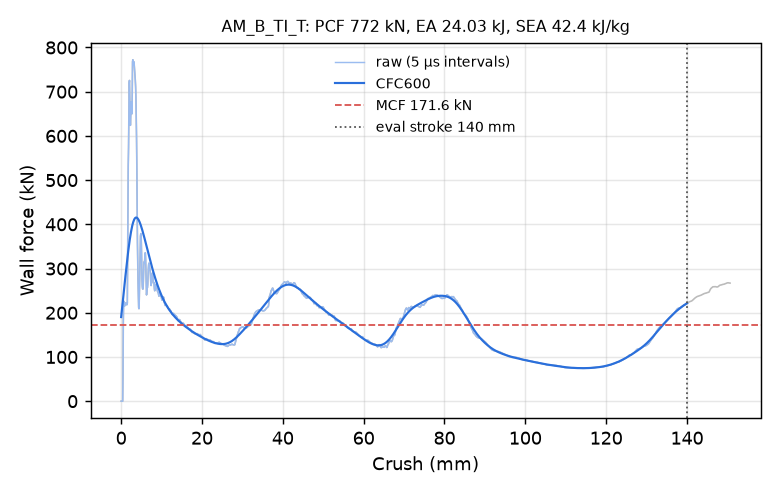 AM_B_TI_T: PCF 772 kN, EA 24.03 kJ, SEA 42.4 kJ/kg
raw (5 µs intervals)
CFC600
MCF 171.6 kN
eval stroke 140 mm
Wall force (kN)
800
700
600
500
400
300
200
100
0
0 20 40 60 80 100 120 140
Crush (mm)